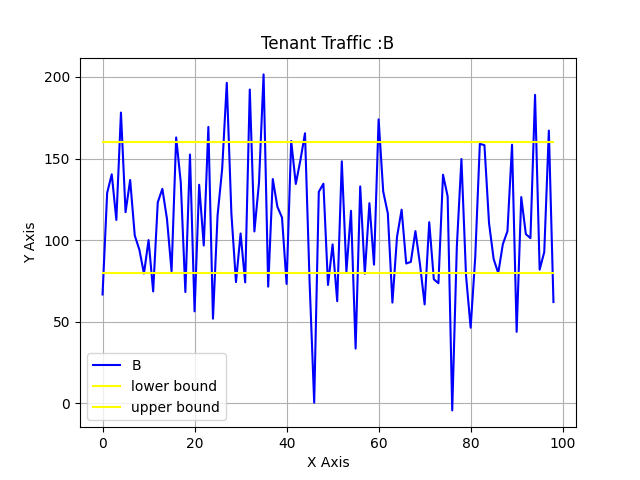 Tenant Traffic :B
200
150
100
50
0
Y Axis
B
lower bound
upper bound
0 20 40 60 80 100
X Axis